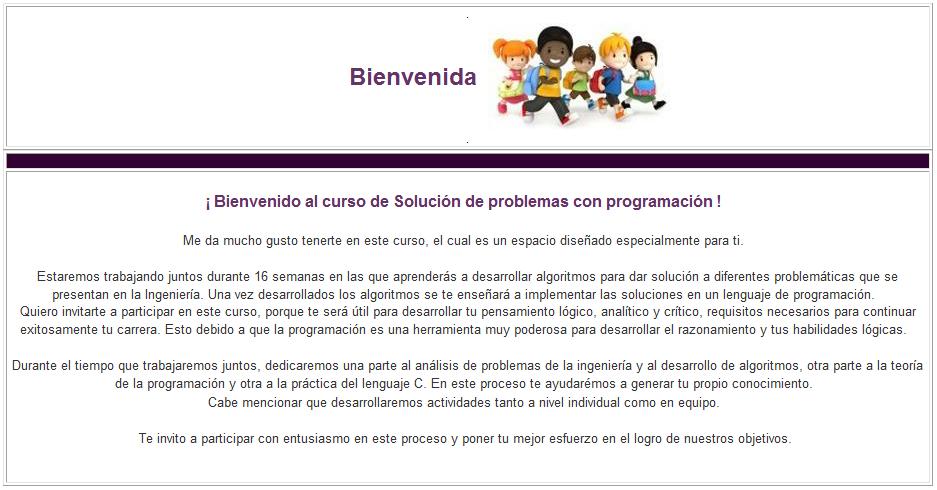 .
Bienvenida
.
¡ Bienvenido al curso de Solución de problemas con programación !
Me da mucho gusto tenerte en este curso, el cual es un espacio diseñado especialmente para ti.
Estaremos trabajando juntos durante 16 semanas en las que aprenderás a desarrollar algoritmos para dar solución a diferentes problemáticas que se
presentan en la Ingeniería. Una vez desarrollados los algoritmos se te enseñará a implementar las soluciones en un lenguaje de programación.
Quiero invitarte a participar en este curso, porque te será útil para desarrollar tu pensamiento lógico, analítico y crítico, requisitos necesarios para continuar
exitosamente tu carrera. Esto debido a que la programación es una herramienta muy poderosa para desarrollar el razonamiento y tus habilidades lógicas.
Durante el tiempo que trabajaremos juntos, dedicaremos una parte al análisis de problemas de la ingeniería y al desarrollo de algoritmos, otra parte a la teoría
de la programación y otra a la práctica del lenguaje C. En este proceso te ayudarémos a generar tu propio conocimiento.
Cabe mencionar que desarrollaremos actividades tanto a nivel individual como en equipo.
Te invito a participar con entusiasmo en este proceso y poner tu mejor esfuerzo en el logro de nuestros objetivos.